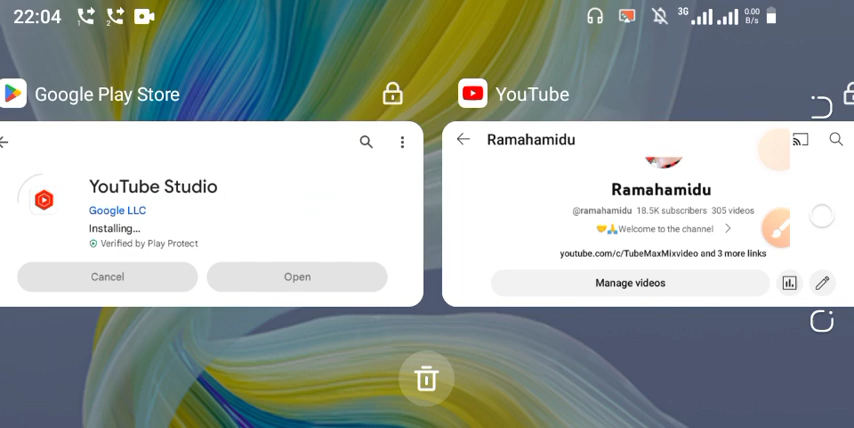 22:04
3G
0.00
B/s
1
2
Google Play Store
YouTube
YouTube Studio
Google LLC
Installing...
Verified by Play Protect
Cancel
Open
Ramahamidu
Ramahamidu
@ramahamidu 18.5K subscribers 305 videos
🤝🙏Welcome to the channel
youtube.com/c/TubeMaxMixvideo and 3 more links
Manage videos